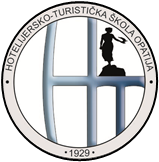 HOTELIJERSKO-TURISTIČKA ŠKOLA OPATIJA
· 1929 ·